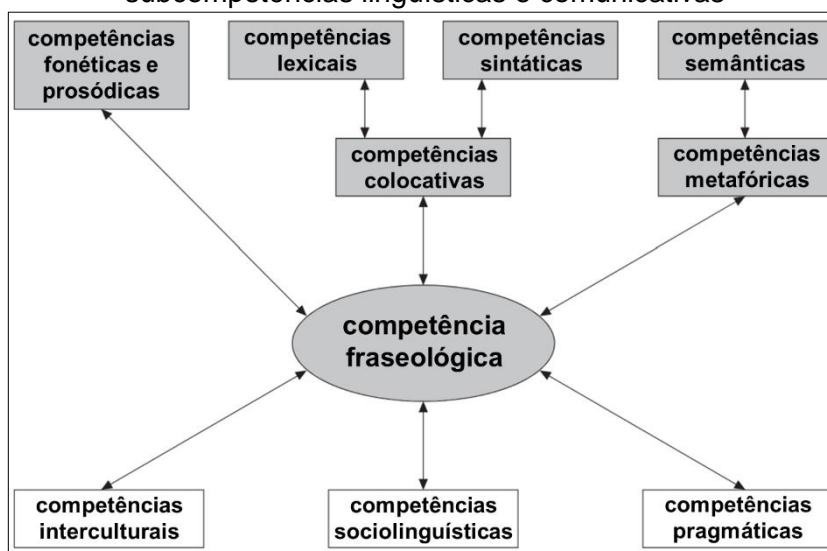 subcompetências linguísticas e comunicativas
competências
fonéticas e
prosódicas
competências
lexicais
competências
sintáticas
competências
semânticas
competências
colocativas
competências
metafóricas
competência
fraseológica
competências
interculturais
competências
sociolinguísticas
competências
pragmáticas